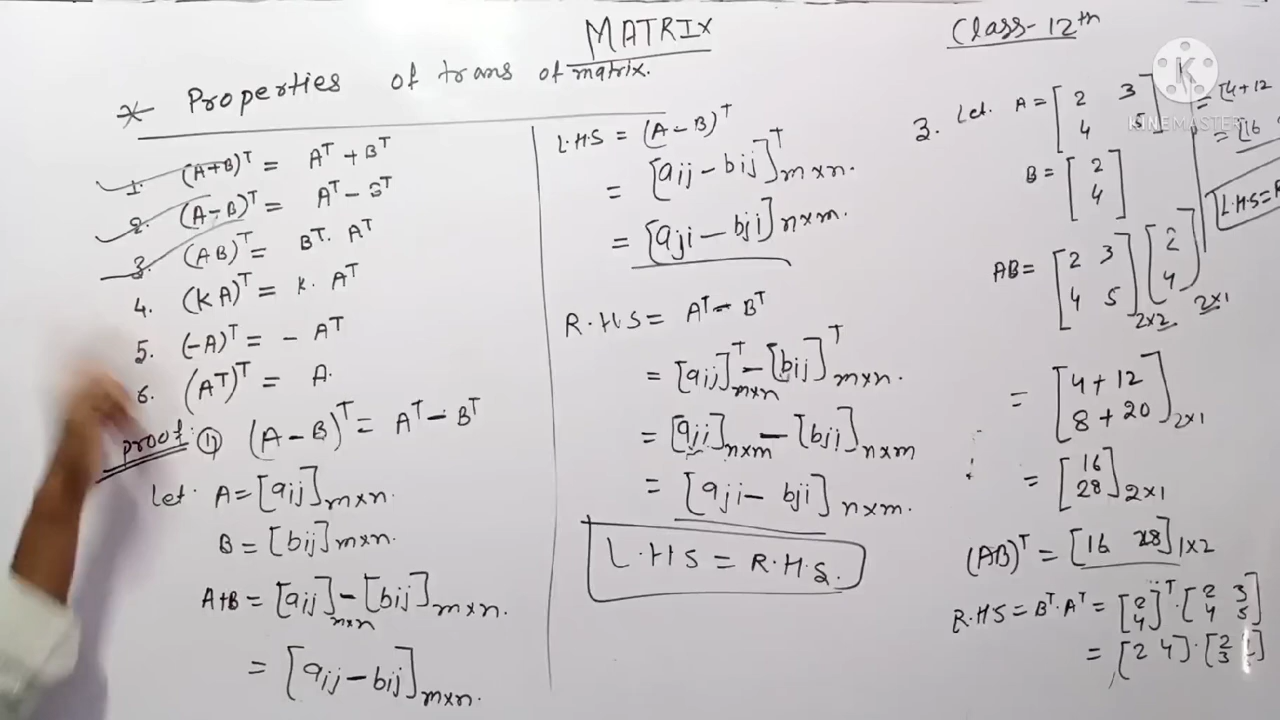 MATRIX
Class-12th
* Properties of trans of matrix.
1. (A+B)ᵀ = Aᵀ + Bᵀ
2. (A-B)ᵀ = Aᵀ - Bᵀ
3. (AB)ᵀ = Bᵀ. Aᵀ
4. (KA)ᵀ = K. Aᵀ
5. (-A)ᵀ = - Aᵀ
6. (Aᵀ)ᵀ = A.
proof: 1) (A-B)ᵀ = Aᵀ - Bᵀ
Let. A = [aij]m×n.
B = [bij]m×n.
A+B = [aij]m×n - [bij]m×n.
= [aij - bij]m×n.
L.H.S = (A-B)ᵀ
= [aij - bij]ᵀ m×n.
= [aji - bji] n×m.
R.H.S = Aᵀ - Bᵀ
= [aij]ᵀ m×n - [bij]ᵀ m×n.
= [aji] n×m - [bji] n×m
= [aji - bji] n×m.
L.H.S = R.H.S.
3. Let. A = [2 3
4 5]
B = [2
4]
AB = [2 3
4 5] 2×2 [2
4] 2×1
= [4+12
8+20] 2×1
= [16
28] 2×1
(AB)ᵀ = [16 28] 1×2
R.H.S = Bᵀ.Aᵀ = [2
4]ᵀ . [2 3
4 5]
= [2 4] . [2
3
= [4+12
= [16
L.H.S = R
K
KINEMASTER